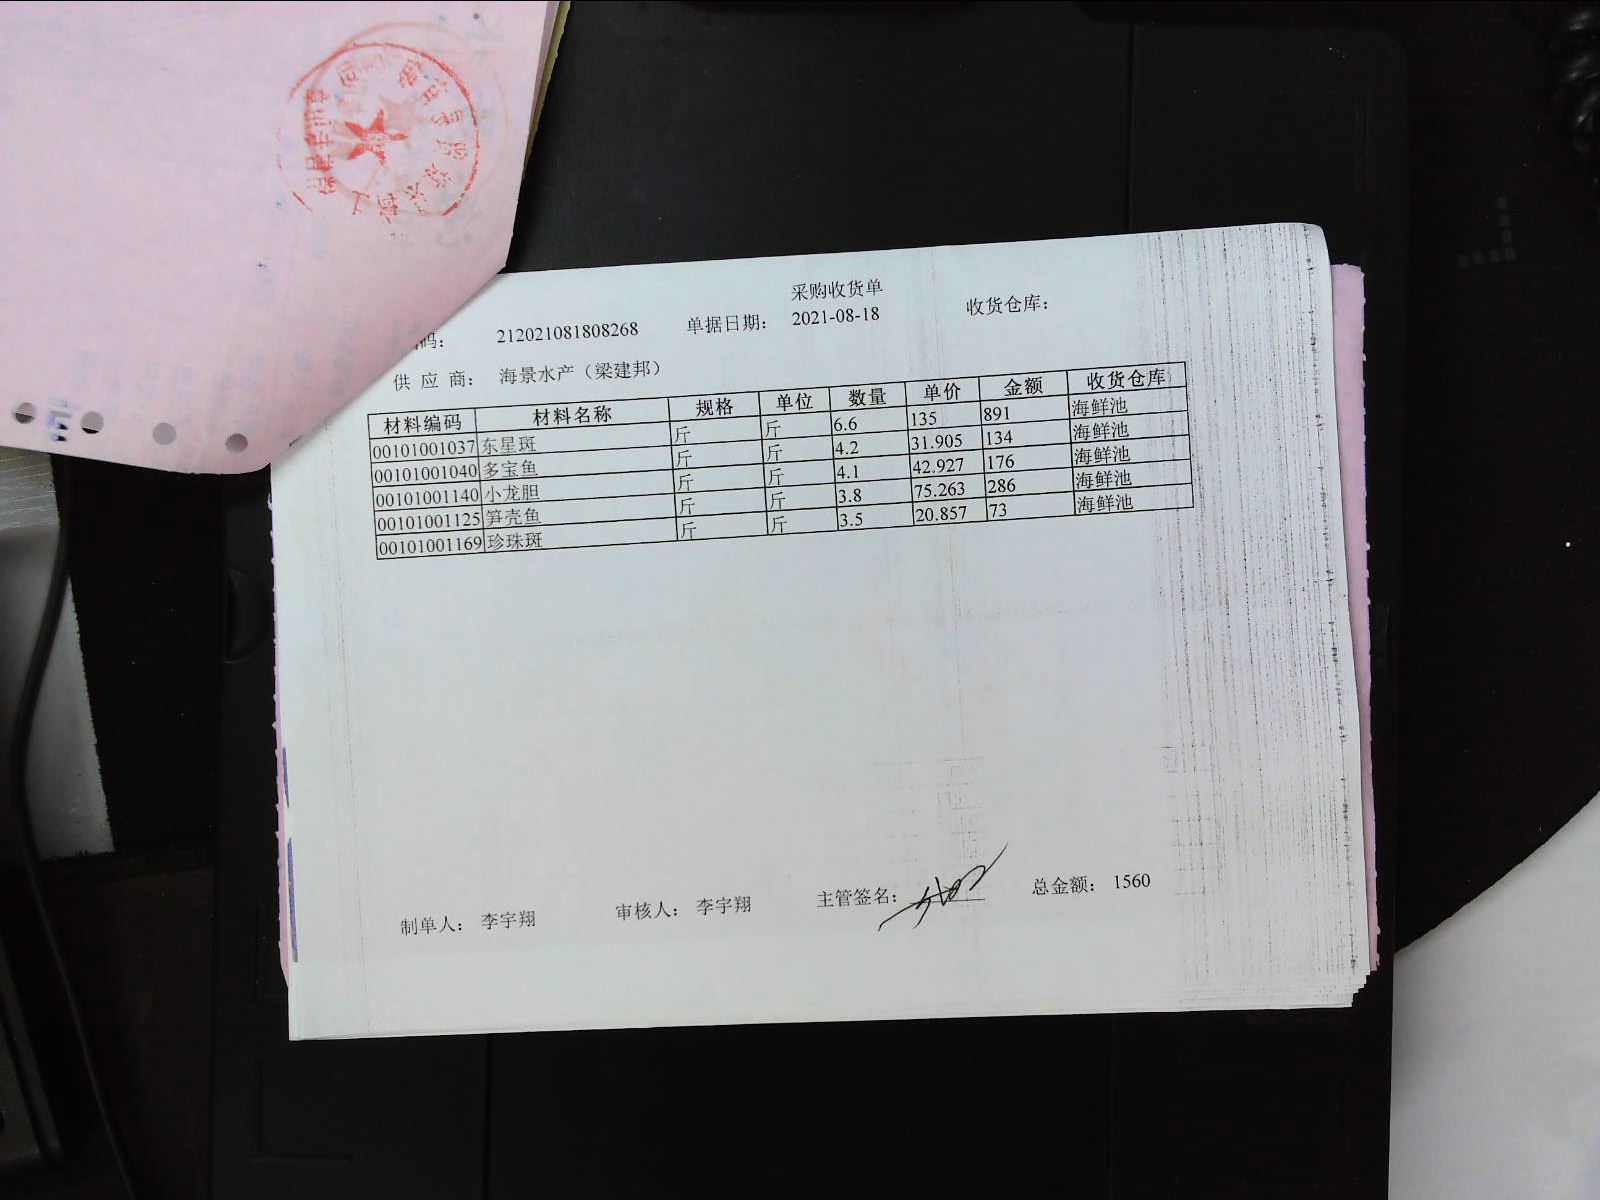 采购收货单
码： 212021081808268 单据日期： 2021-08-18 收货仓库：
供 应 商： 海景水产（梁建邦）
材料编码 材料名称 规格 单位 数量 单价 金额 收货仓库
00101001037 东星斑 斤 斤 6.6 135 891 海鲜池
00101001040 多宝鱼 斤 斤 4.2 31.905 134 海鲜池
00101001140 小龙胆 斤 斤 4.1 42.927 176 海鲜池
00101001125 笋壳鱼 斤 斤 3.8 75.263 286 海鲜池
00101001169 珍珠斑 斤 斤 3.5 20.857 73 海鲜池
制单人： 李宇翔 审核人： 李宇翔 主管签名： 总金额： 1560